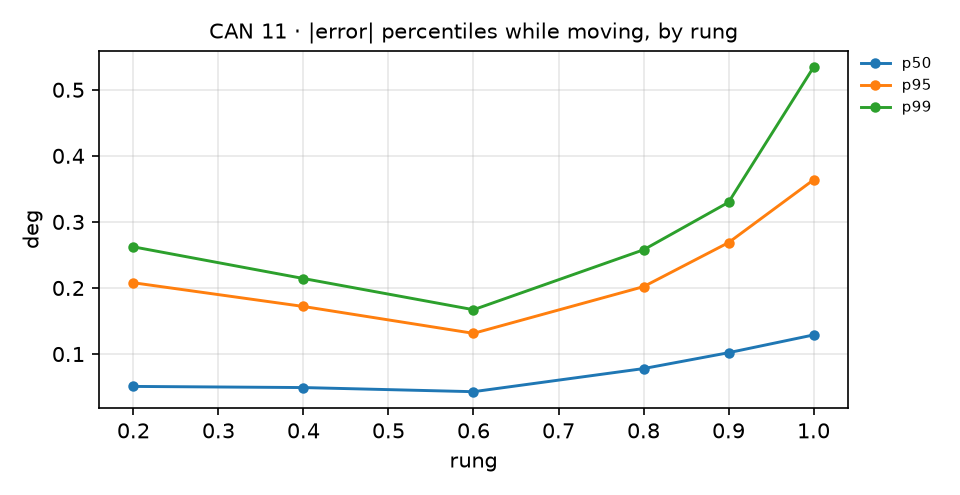 CAN 11 · |error| percentiles while moving, by rung
p50
p95
p99
0.5
0.4
0.3
0.2
0.1
deg
0.2 0.3 0.4 0.5 0.6 0.7 0.8 0.9 1.0
rung